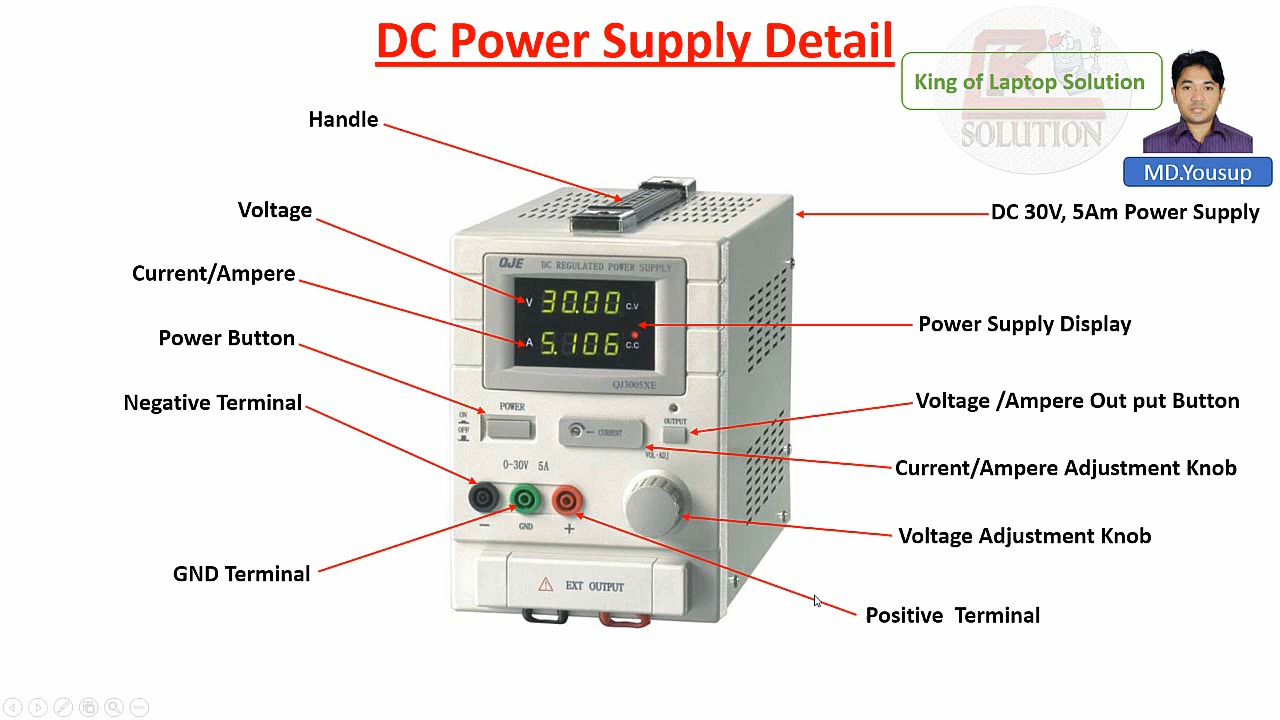 DC Power Supply Detail
King of Laptop Solution
SOLUTION
MD.Yousup
Handle
Voltage
Current/Ampere
Power Button
Negative Terminal
GND Terminal
DC 30V, 5Am Power Supply
Power Supply Display
Voltage /Ampere Out put Button
Current/Ampere Adjustment Knob
Voltage Adjustment Knob
Positive  Terminal
QJE DC REGULATED POWER SUPPLY
V 30.00 C.V
A 5.106 C.C
QJ3005XE
POWER
ON
OFF
CURRENT
OUTPUT
VOL-ADJ
0-30V 5A
− GND +
EXT OUTPUT